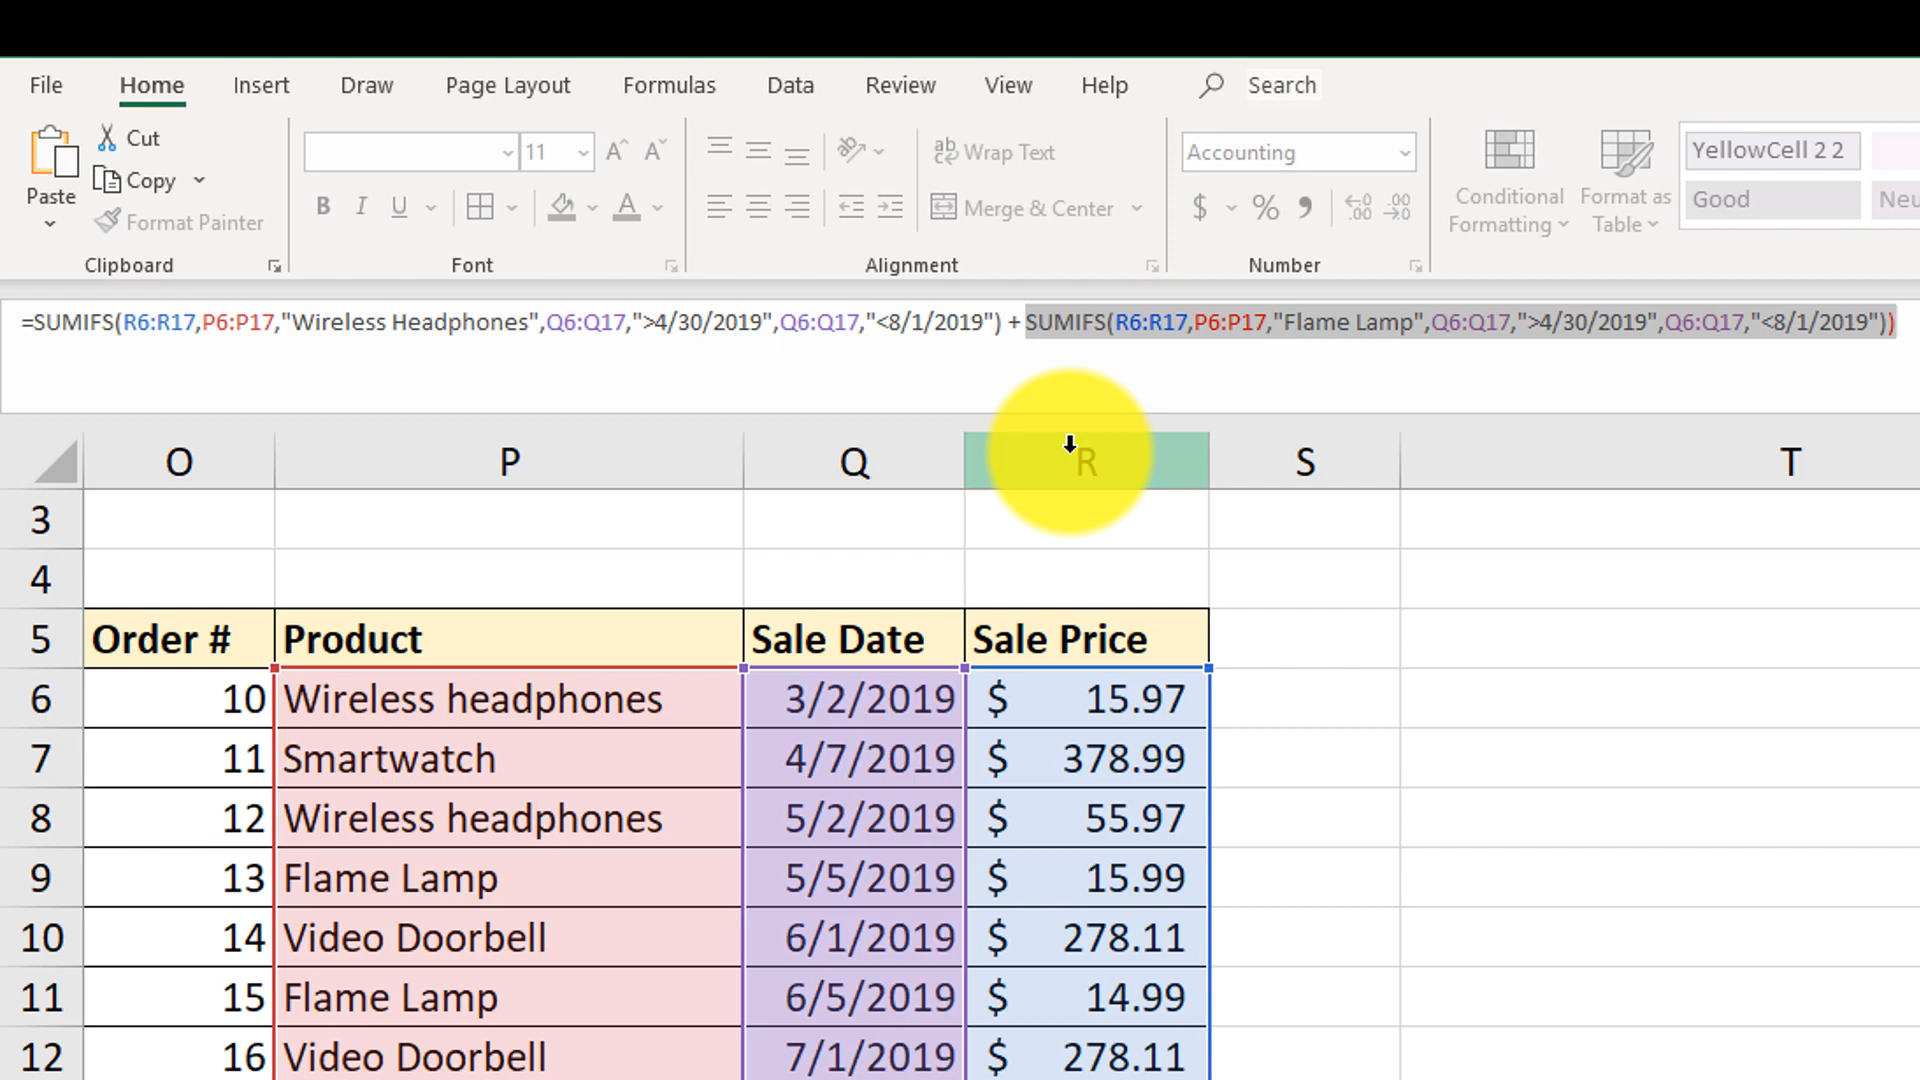 File Home Insert Draw Page Layout Formulas Data Review View Help Search
Paste
Cut
Copy
Format Painter
Clipboard
11
A^ Aˇ
B I U A
Font
ab Wrap Text
Merge & Center
Alignment
Accounting
$ % , .00 .00
Number
Conditional
Formatting
Format as
Table
YellowCell 2 2
Good
Neu
=SUMIFS(R6:R17,P6:P17,"Wireless Headphones",Q6:Q17,">4/30/2019",Q6:Q17,"<8/1/2019") + SUMIFS(R6:R17,P6:P17,"Flame Lamp",Q6:Q17,">4/30/2019",Q6:Q17,"<8/1/2019"))
O P Q R S T
3
4
5 Order # Product Sale Date Sale Price
6 10 Wireless headphones 3/2/2019 $ 15.97
7 11 Smartwatch 4/7/2019 $ 378.99
8 12 Wireless headphones 5/2/2019 $ 55.97
9 13 Flame Lamp 5/5/2019 $ 15.99
10 14 Video Doorbell 6/1/2019 $ 278.11
11 15 Flame Lamp 6/5/2019 $ 14.99
12 16 Video Doorbell 7/1/2019 $ 278.11